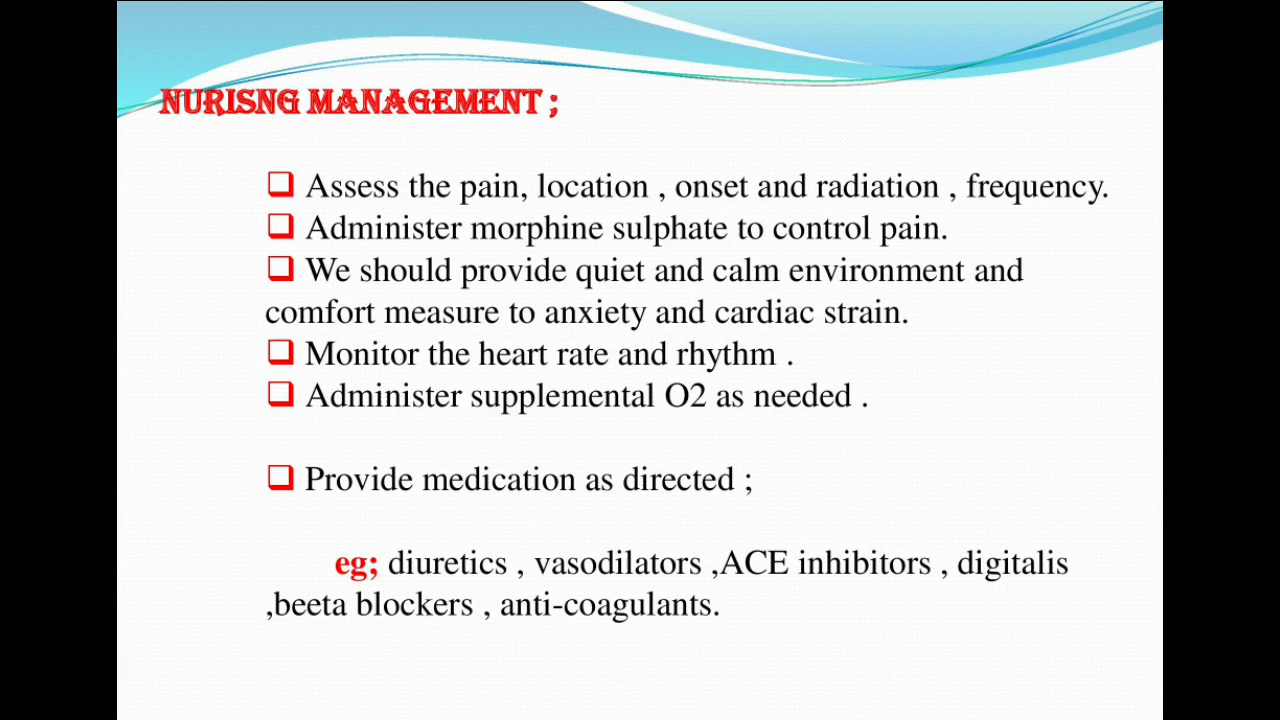 NURISNG MANAGEMENT ;
❑ Assess the pain, location , onset and radiation , frequency.
❑ Administer morphine sulphate to control pain.
❑ We should provide quiet and calm environment and
comfort measure to anxiety and cardiac strain.
❑ Monitor the heart rate and rhythm .
❑ Administer supplemental O2 as needed .
❑ Provide medication as directed ;
eg; diuretics , vasodilators ,ACE inhibitors , digitalis
,beeta blockers , anti-coagulants.